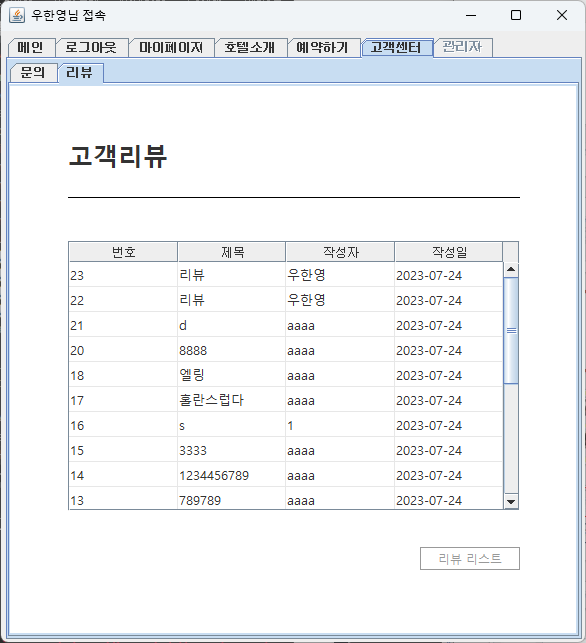 우한영님 접속
메인 로그아웃 마이페이저 호텔소개 예약하기 고객센터 관리자
문의 리뷰
고객리뷰
번호 제목 작성자 작성일
23 리뷰 우한영 2023-07-24
22 리뷰 우한영 2023-07-24
21 d aaaa 2023-07-24
20 8888 aaaa 2023-07-24
18 엘링 aaaa 2023-07-24
17 홀란스럽다 aaaa 2023-07-24
16 s 1 2023-07-24
15 3333 aaaa 2023-07-24
14 1234456789 aaaa 2023-07-24
13 789789 aaaa 2023-07-24
리뷰 리스트